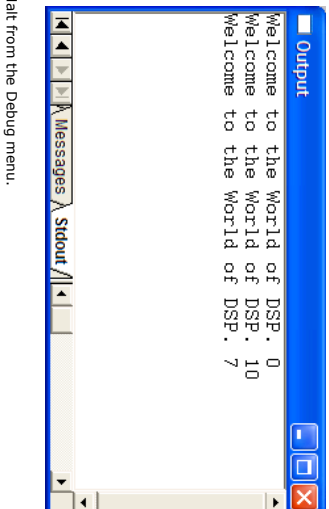 Output
Welcome to the World of DSP. 0
Welcome to the World of DSP. 10
Welcome to the World of DSP. 7
Messages
Stdout
from the Debug menu.